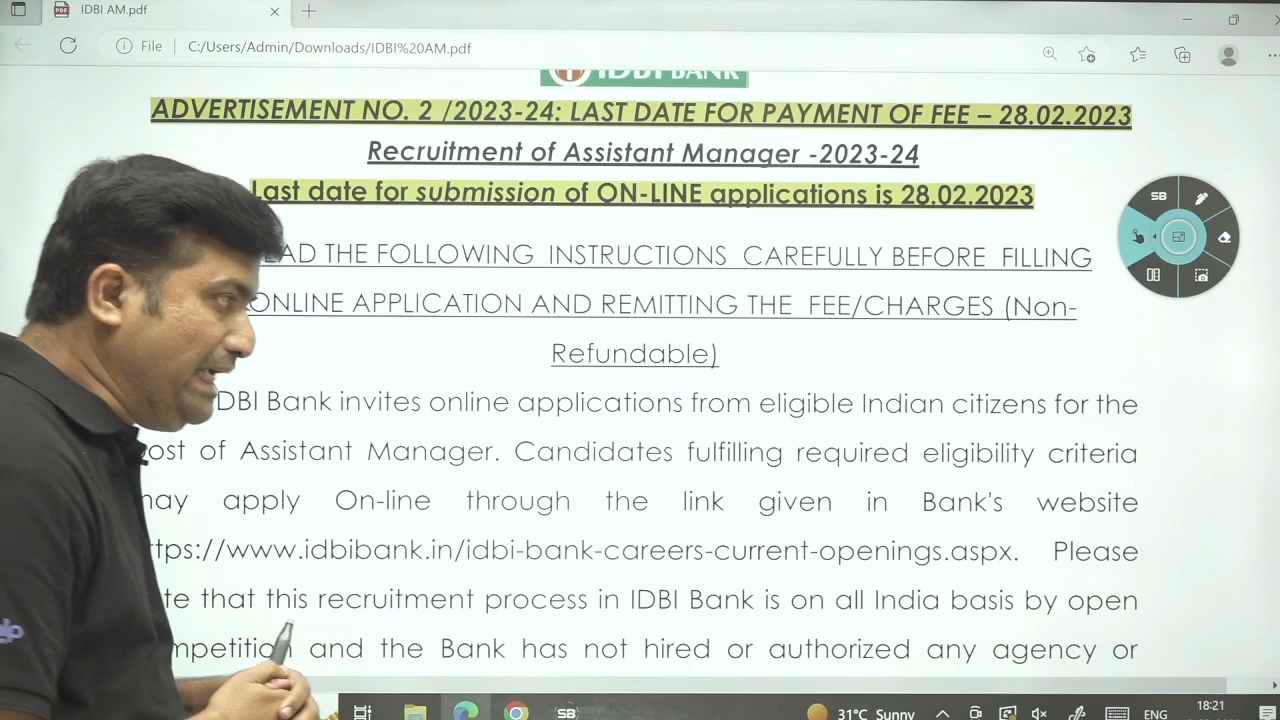 IDBI AM.pdf
File
C:/Users/Admin/Downloads/IDBI%20AM.pdf
IDBI BANK
ADVERTISEMENT NO. 2 /2023-24: LAST DATE FOR PAYMENT OF FEE – 28.02.2023
Recruitment of Assistant Manager -2023-24
Last date for submission of ON-LINE applications is 28.02.2023
EAD THE FOLLOWING INSTRUCTIONS CAREFULLY BEFORE FILLING
ONLINE APPLICATION AND REMITTING THE FEE/CHARGES (Non-
Refundable)
DBI Bank invites online applications from eligible Indian citizens for the
ost of Assistant Manager. Candidates fulfilling required eligibility criteria
may apply On-line through the link given in Bank's website
ttps://www.idbibank.in/idbi-bank-careers-current-openings.aspx. Please
te that this recruitment process in IDBI Bank is on all India basis by open
mpetition and the Bank has not hired or authorized any agency or
SB
SB
31°C Sunny
ENG
18:21